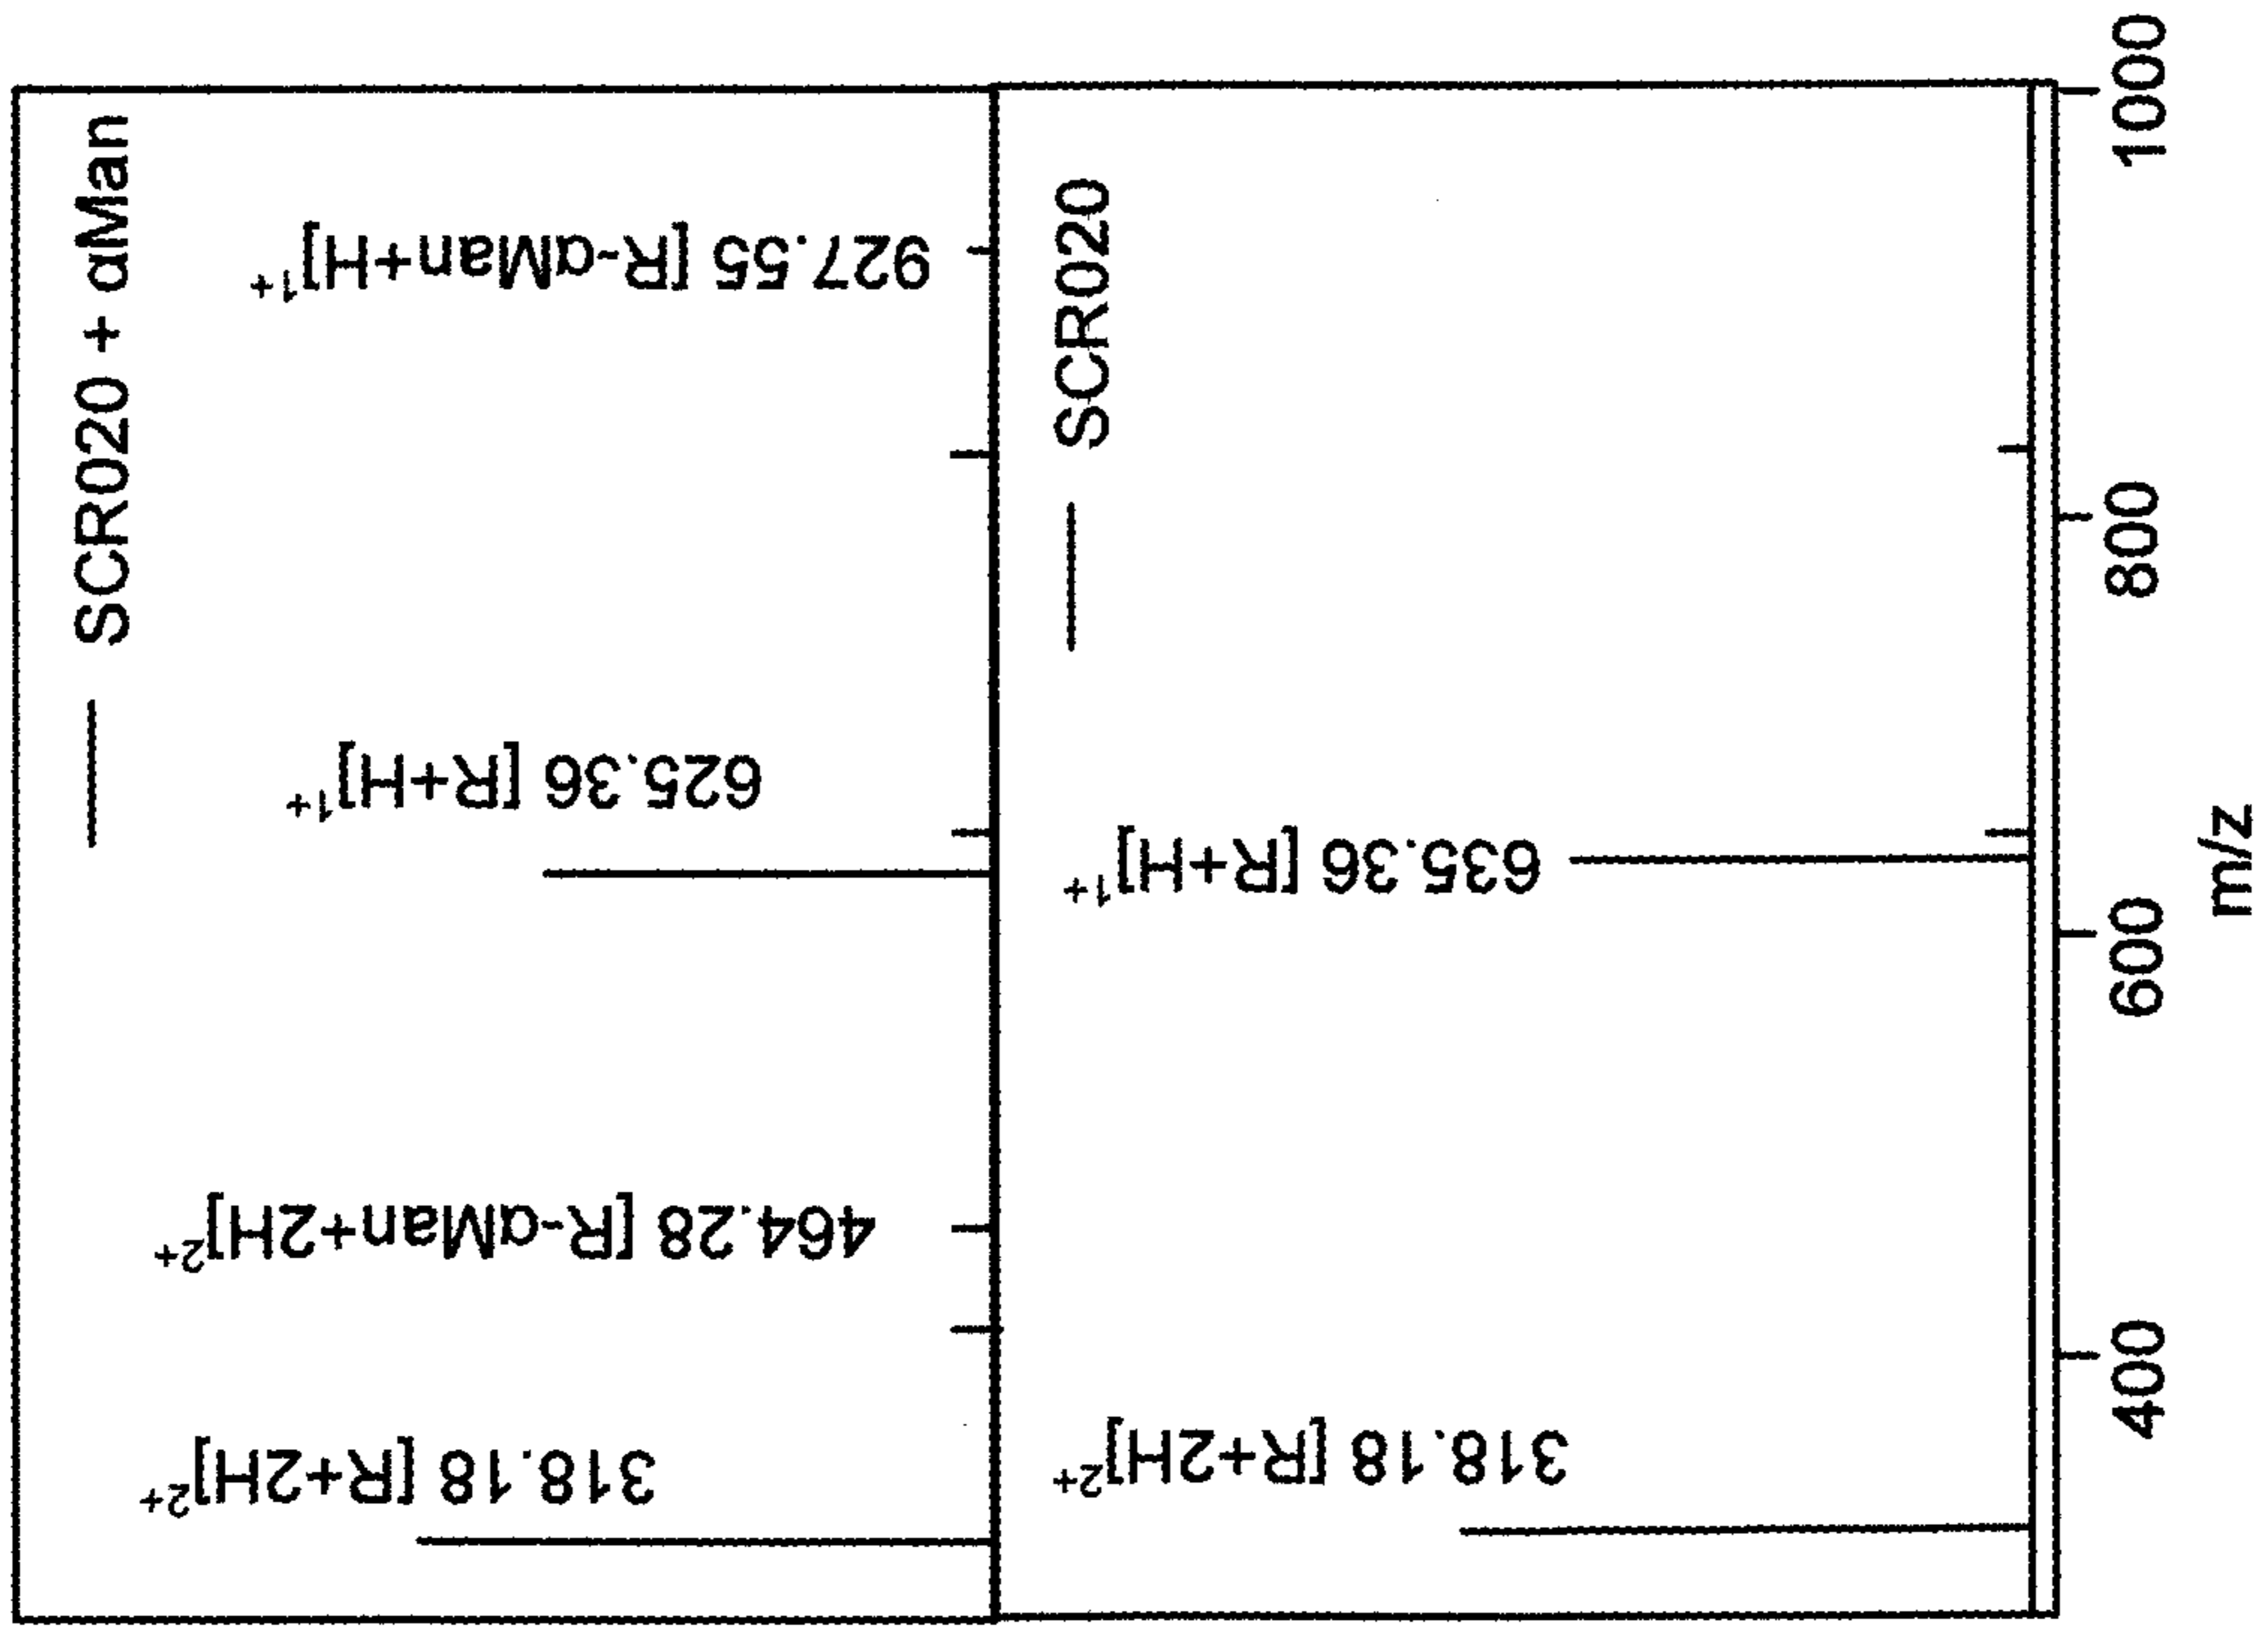 SCR020 + αMan
318.18 [R+2H]²⁺
464.28 [R-αMan+2H]²⁺
625.36 [R+H]¹⁺
927.55 [R-αMan+H]¹⁺
SCR020
318.18 [R+2H]²⁺
635.36 [R+H]¹⁺
400
600
800
1000
m/z